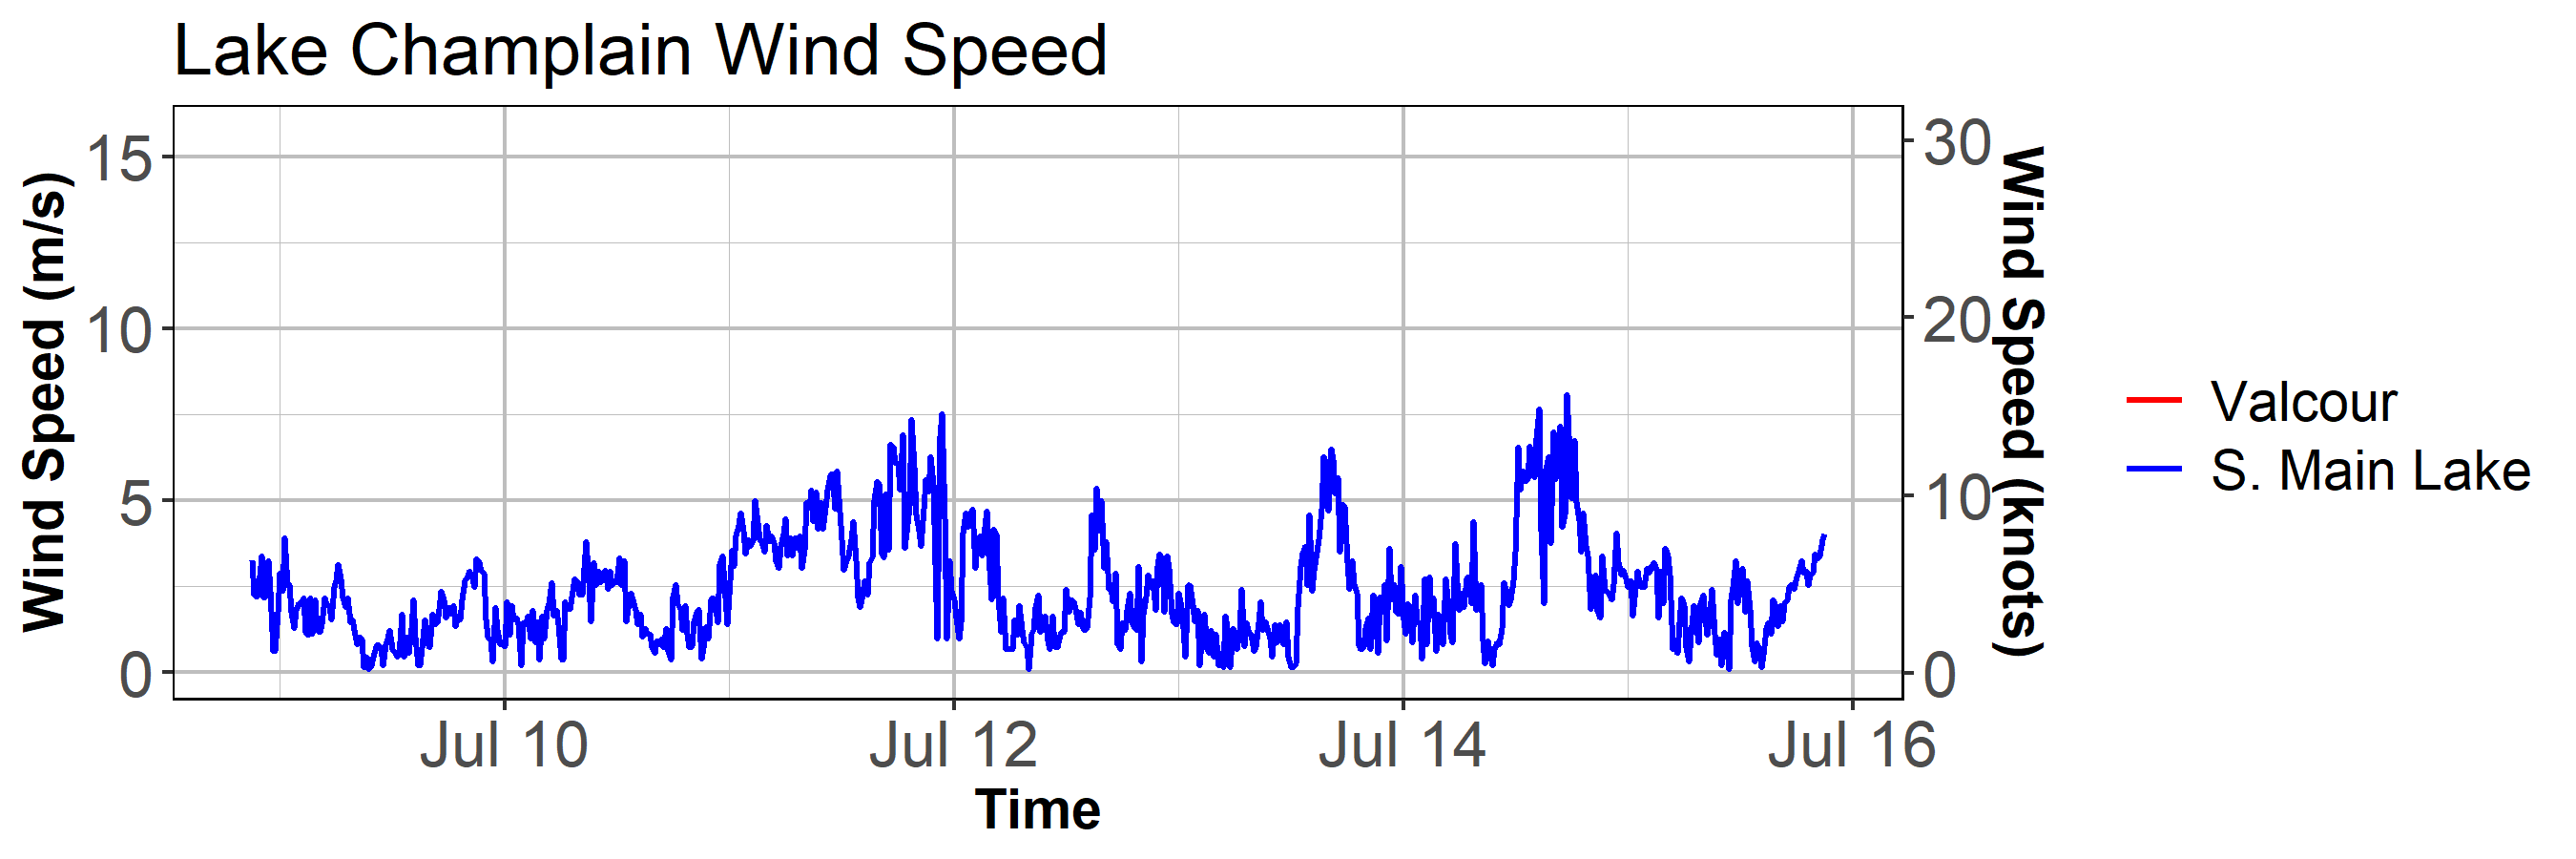 Lake Champlain Wind Speed
Wind Speed (m/s)
15
10
5
0
30
20
10
0
Wind Speed (knots)
Jul 10
Jul 12
Jul 14
Jul 16
Time
Valcour
S. Main Lake